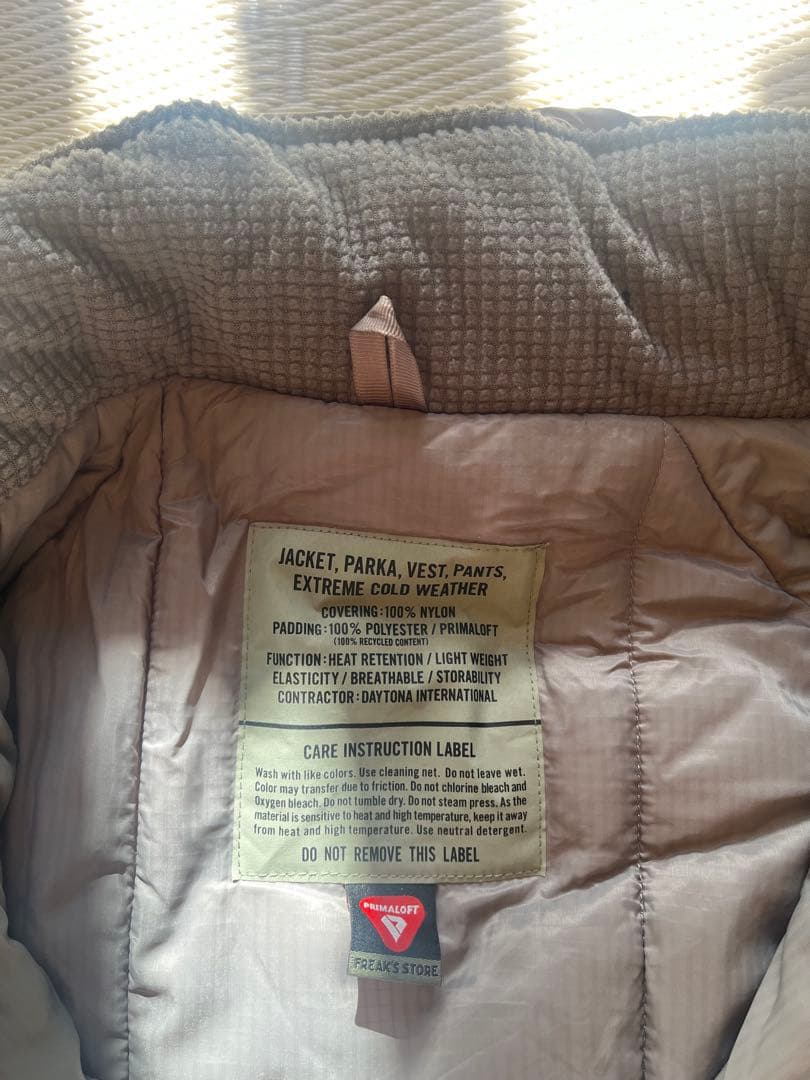 JACKET, PARKA, VEST, PANTS,
EXTREME COLD WEATHER
COVERING:100% NYLON
PADDING:100% POLYESTER / PRIMALOFT
(100% RECYCLED CONTENT)
FUNCTION:HEAT RETENTION / LIGHT WEIGHT
ELASTICITY / BREATHABLE / STORABILITY
CONTRACTOR:DAYTONA INTERNATIONAL
CARE INSTRUCTION LABEL
Wash with like colors. Use cleaning net. Do not leave wet.
Color may transfer due to friction. Do not chlorine bleach and
Oxygen bleach. Do not tumble dry. Do not steam press. As the
material is sensitive to heat and high temperature, keep it away
from heat and high temperature. Use neutral detergent.
DO NOT REMOVE THIS LABEL
PRIMALOFT
FREAK'S STORE